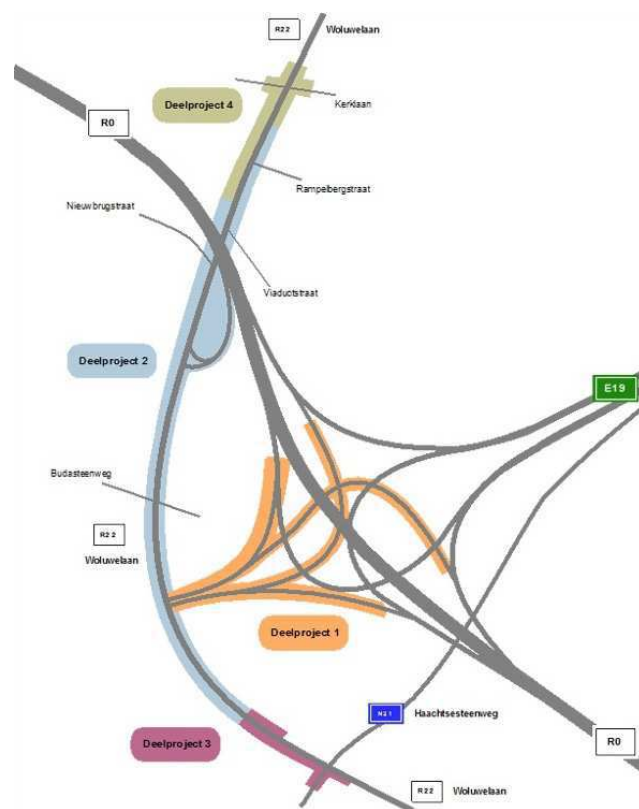 R22 Woluwelaan
Deelproject 4
Kerklaan
R0
Rampelbergstraat
Nieuwbrugstraat
Viaductstraat
Deelproject 2
E19
Budasteenweg
R22
Woluwelaan
Deelproject 1
N21 Haachtsesteenweg
Deelproject 3
R0
R22 Woluwelaan